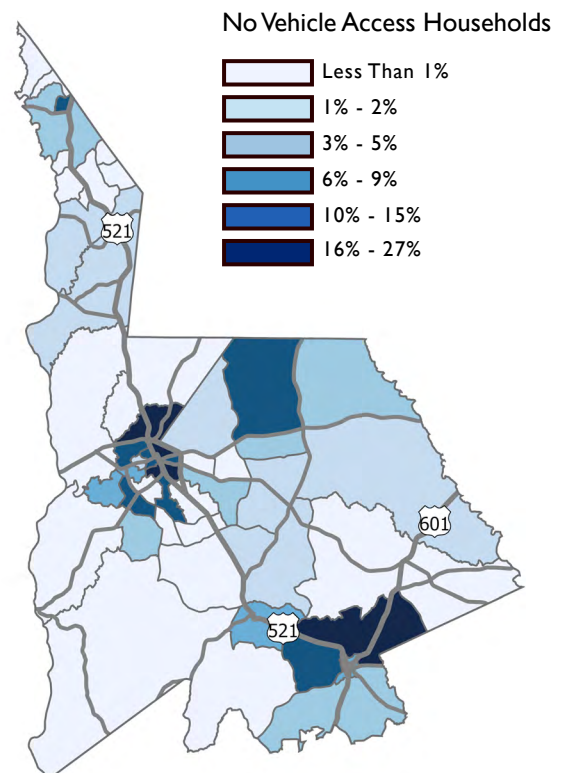 No Vehicle Access Households
Less Than 1%
1% - 2%
3% - 5%
6% - 9%
10% - 15%
16% - 27%
521
601
521